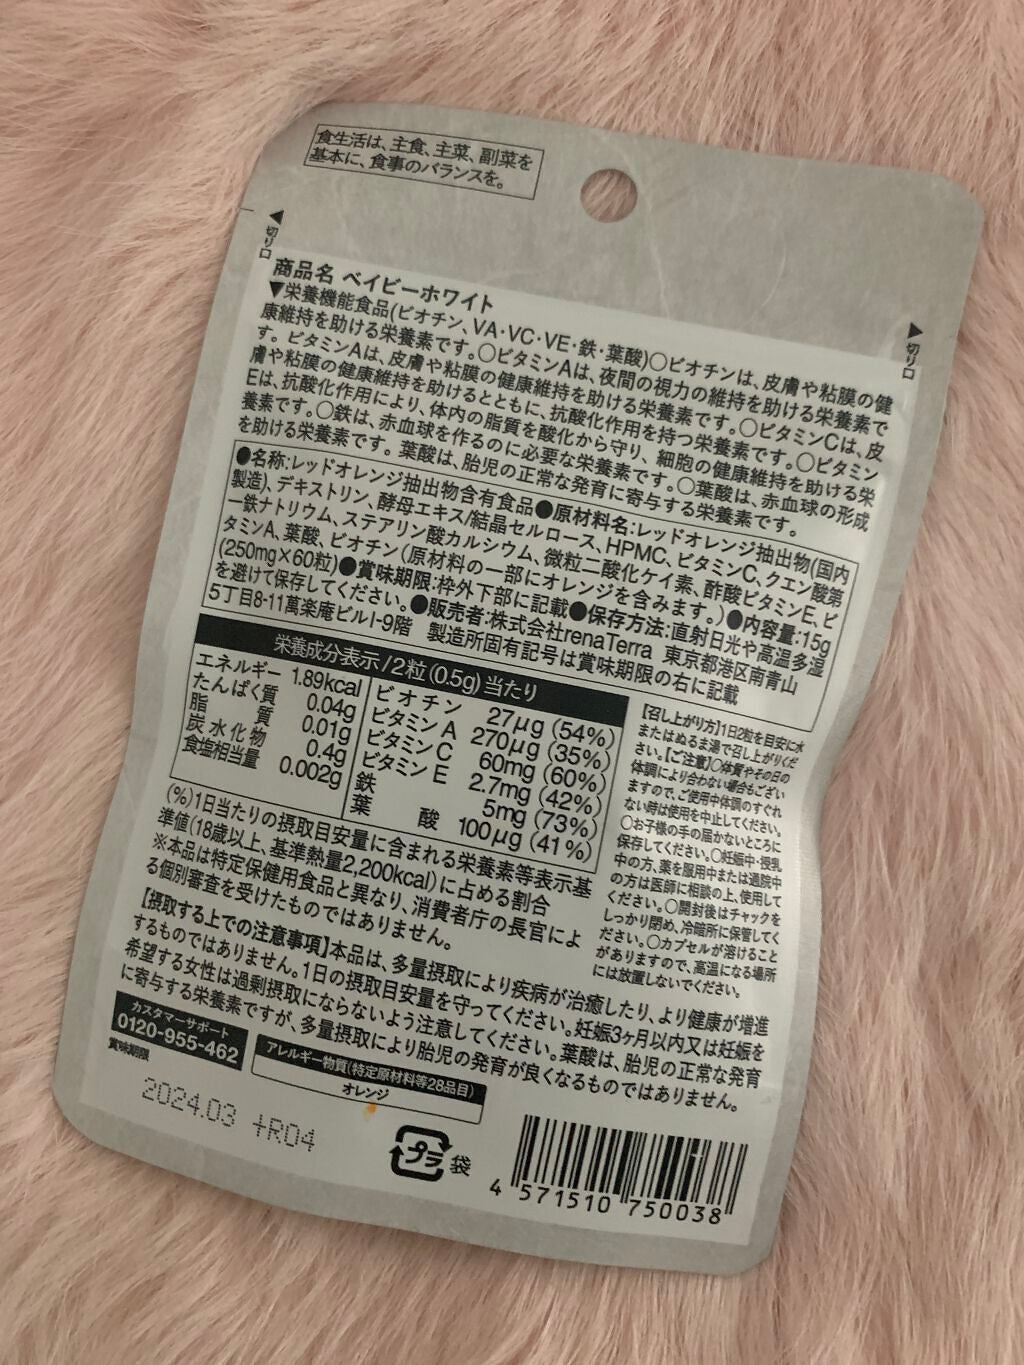 食生活は、主食、主菜、副菜を
基本に、食事のバランスを。
切り口
切り口
商品名 ベイビーホワイト
▼栄養機能食品(ビオチン、VA・VC・VE・鉄・葉酸)○ビオチンは、皮膚や粘膜の健
康維持を助ける栄養素です。○ビタミンAは、夜間の視力の維持を助ける栄養素で
す。ビタミンAは、皮膚や粘膜の健康維持を助ける栄養素です。○ビタミンCは、皮
膚や粘膜の健康維持を助けるとともに、抗酸化作用を持つ栄養素です。○ビタミン
Eは、抗酸化作用により、体内の脂質を酸化から守り、細胞の健康維持を助ける栄
養素です。○鉄は、赤血球を作るのに必要な栄養素です。○葉酸は、赤血球の形成
を助ける栄養素です。葉酸は、胎児の正常な発育に寄与する栄養素です。
●名称:レッドオレンジ抽出物含有食品●原材料名:レッドオレンジ抽出物(国内
製造)、デキストリン、酵母エキス/結晶セルロース、HPMC、ビタミンC、クエン酸第
一鉄ナトリウム、ステアリン酸カルシウム、微粒二酸化ケイ素、酢酸ビタミンE、ビ
タミンA、葉酸、ビオチン(原材料の一部にオレンジを含みます。)●内容量:15g
(250mg×60粒)●賞味期限:枠外下部に記載●保存方法:直射日光や高温多湿
を避けて保存してください。●販売者:株式会社renaTerra 東京都港区南青山
5丁目8-11萬楽庵ビルI-9階 製造所固有記号は賞味期限の右に記載
栄養成分表示/2粒(0.5g)当たり
エネルギー 1.89kcal
たんぱく質 0.04g
脂質 0.01g
炭水化物 0.4g
食塩相当量 0.002g
ビオチン 27μg (54%)
ビタミンA 270μg (35%)
ビタミンC 60mg (60%)
ビタミンE 2.7mg (42%)
鉄 5mg (73%)
葉酸 100μg (41%)
(%)1日当たりの摂取目安量に含まれる栄養素等表示基
準値(18歳以上、基準熱量2,200kcal)に占める割合
※本品は特定保健用食品と異なり、消費者庁の長官によ
る個別審査を受けたものではありません。
【召し上がり方】1日2粒を目安に水
またはぬるま湯で召し上がりくだ
さい。【ご注意】○体質やその日の
体調により合わない場合もござい
ますので、ご使用中体調のすぐれ
ない時は使用を中止してください。
○お子様の手の届かないところに
保存してください。○妊娠中・授乳
中の方、薬を服用中または通院中
の方は医師に相談の上、使用して
ください。○開封後はチャックを
しっかり閉め、冷暗所に保管してく
ださい。○カプセルが溶けること
がありますので、高温になる場所
には放置しないでください。
【摂取する上での注意事項】本品は、多量摂取により疾病が治癒したり、より健康が増進
するものではありません。1日の摂取目安量を守ってください。妊娠3ヶ月以内又は妊娠を
希望する女性は過剰摂取にならないよう注意してください。葉酸は、胎児の正常な発育
に寄与する栄養素ですが、多量摂取により胎児の発育が良くなるものではありません。
カスタマーサポート
0120-955-462
アレルギー物質(特定原材料等28品目)
オレンジ
賞味期限
2024.03 +R04
プラ 袋
4 571510 750038